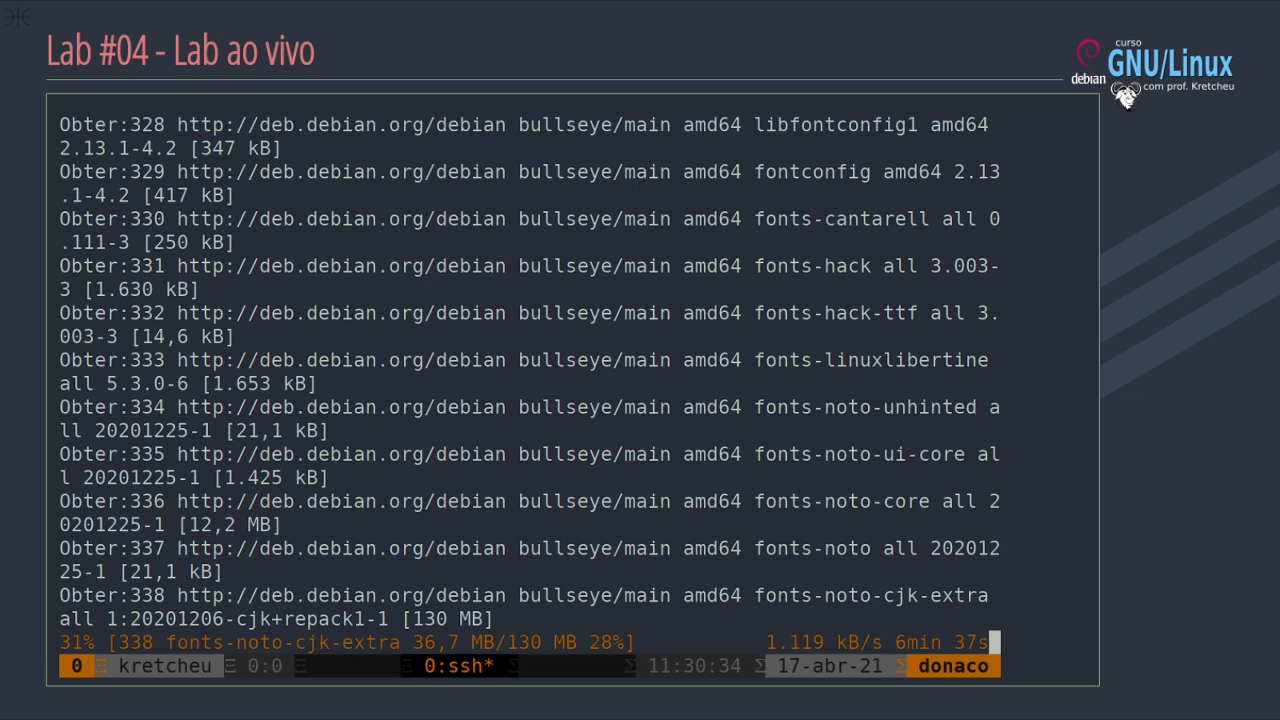 Lab #04 - Lab ao vivo
curso
GNU/Linux
debian
com prof. Kretcheu
Obter:328 http://deb.debian.org/debian bullseye/main amd64 libfontconfig1 amd64
2.13.1-4.2 [347 kB]
Obter:329 http://deb.debian.org/debian bullseye/main amd64 fontconfig amd64 2.13
.1-4.2 [417 kB]
Obter:330 http://deb.debian.org/debian bullseye/main amd64 fonts-cantarell all 0
.111-3 [250 kB]
Obter:331 http://deb.debian.org/debian bullseye/main amd64 fonts-hack all 3.003-
3 [1.630 kB]
Obter:332 http://deb.debian.org/debian bullseye/main amd64 fonts-hack-ttf all 3.
003-3 [14,6 kB]
Obter:333 http://deb.debian.org/debian bullseye/main amd64 fonts-linuxlibertine
all 5.3.0-6 [1.653 kB]
Obter:334 http://deb.debian.org/debian bullseye/main amd64 fonts-noto-unhinted a
ll 20201225-1 [21,1 kB]
Obter:335 http://deb.debian.org/debian bullseye/main amd64 fonts-noto-ui-core al
l 20201225-1 [1.425 kB]
Obter:336 http://deb.debian.org/debian bullseye/main amd64 fonts-noto-core all 2
0201225-1 [12,2 MB]
Obter:337 http://deb.debian.org/debian bullseye/main amd64 fonts-noto all 202012
25-1 [21,1 kB]
Obter:338 http://deb.debian.org/debian bullseye/main amd64 fonts-noto-cjk-extra
all 1:20201206-cjk+repack1-1 [130 MB]
31% [338 fonts-noto-cjk-extra 36,7 MB/130 MB 28%] 1.119 kB/s 6min 37s
0 Ξ kretcheu Ξ 0:0 Ξ Ξ 0:ssh* Σ Σ 11:30:34 Σ 17-abr-21 Σ donaco